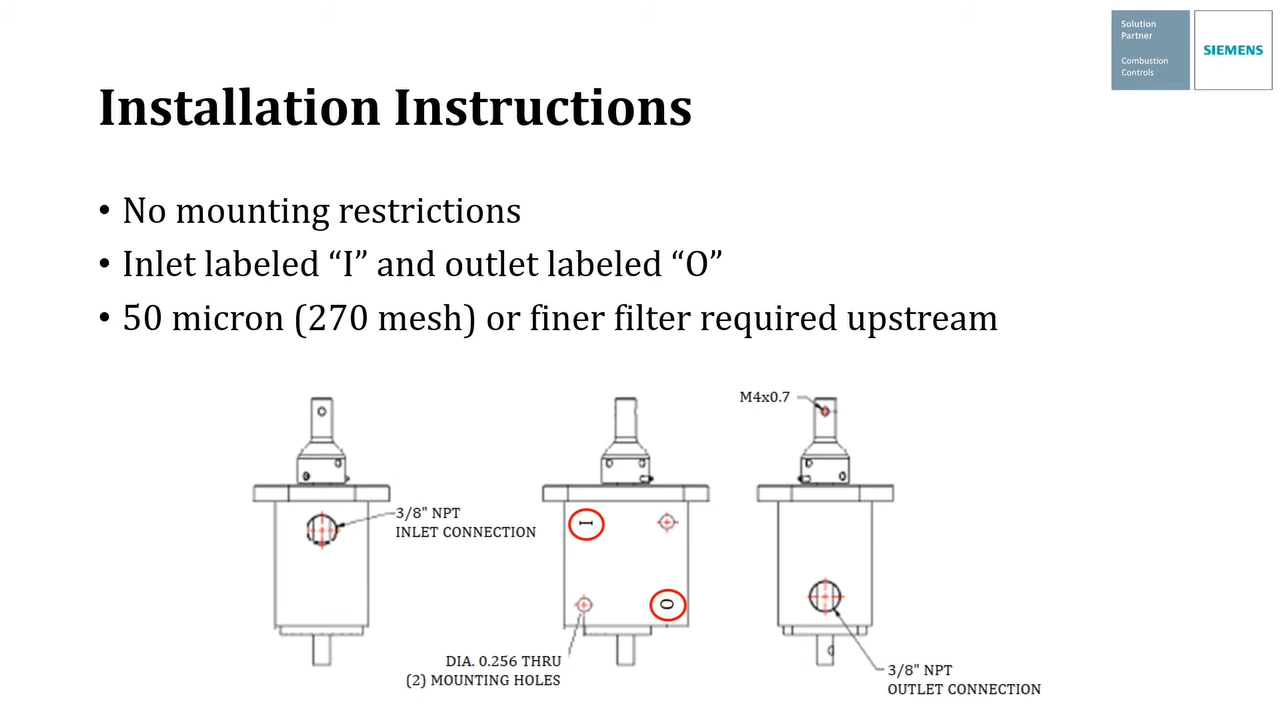 Solution
Partner
Combustion
Controls
SIEMENS
Installation Instructions
• No mounting restrictions
• Inlet labeled “I” and outlet labeled “O”
• 50 micron (270 mesh) or finer filter required upstream
M4x0.7
3/8" NPT
INLET CONNECTION
I
O
DIA. 0.256 THRU
(2) MOUNTING HOLES
3/8" NPT
OUTLET CONNECTION